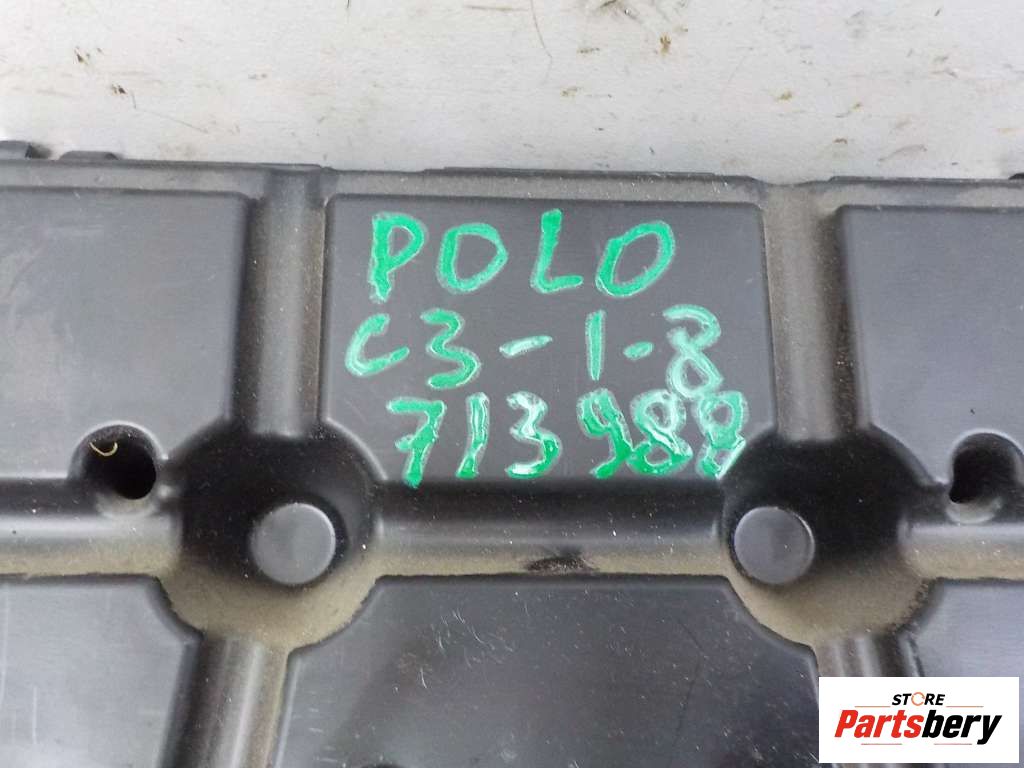 POLO
C3-1-8
713988
STORE
Partsbery